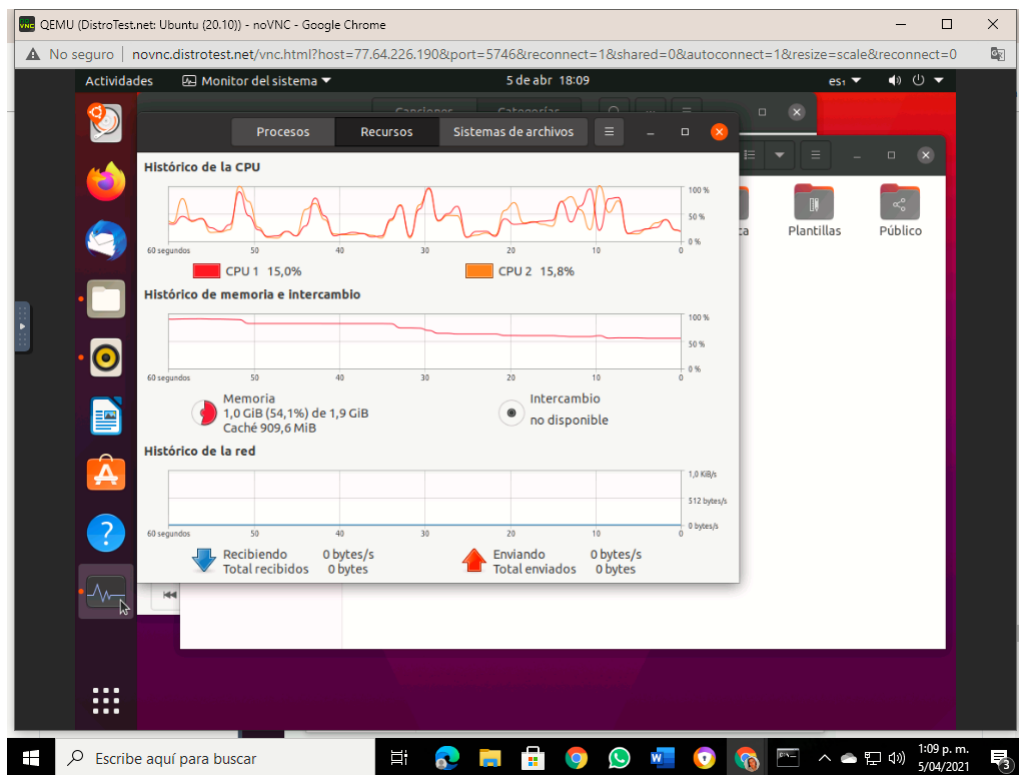 QEMU (DistroTest.net: Ubuntu (20.10)) - noVNC - Google Chrome
No seguro | novnc.distrotest.net/vnc.html?host=77.64.226.190&port=5746&reconnect=1&shared=0&autoconnect=1&resize=scale&reconnect=0
Actividades Monitor del sistema 5 de abr 18:09 es₁
Canciones Categorías
Procesos Recursos Sistemas de archivos
Histórico de la CPU
100 %
50 %
0 %
60 segundos 50 40 30 20 10 0
CPU 1 15,0% CPU 2 15,8%
Plantillas Público
Histórico de memoria e intercambio
100 %
50 %
0 %
60 segundos 50 40 30 20 10 0
Memoria
1,0 GiB (54,1%) de 1,9 GiB
Caché 909,6 MiB
Intercambio
no disponible
Histórico de la red
1,0 KiB/s
512 bytes/s
0 bytes/s
60 segundos 50 40 30 20 10 0
Recibiendo 0 bytes/s
Total recibidos 0 bytes
Enviando 0 bytes/s
Total enviados 0 bytes
Escribe aquí para buscar
1:09 p. m.
5/04/2021
3